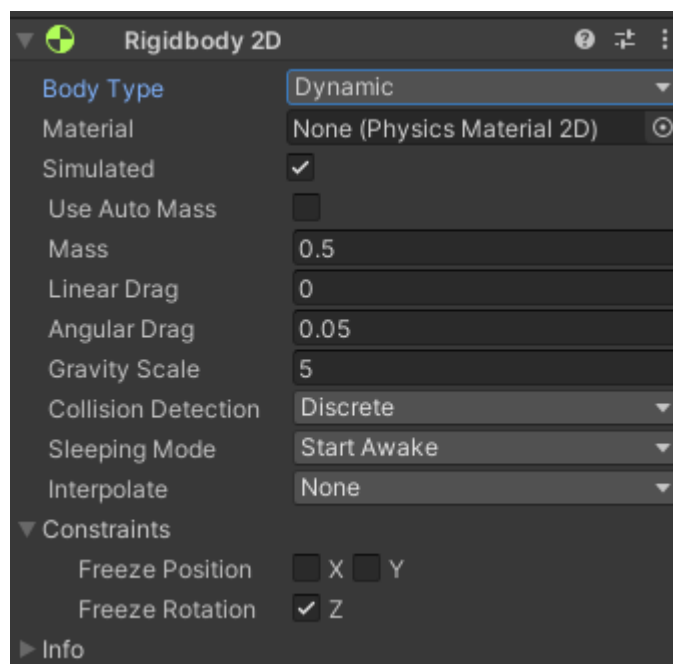 Rigidbody 2D
Body Type Dynamic
Material None (Physics Material 2D)
Simulated
Use Auto Mass
Mass 0.5
Linear Drag 0
Angular Drag 0.05
Gravity Scale 5
Collision Detection Discrete
Sleeping Mode Start Awake
Interpolate None
Constraints
Freeze Position X Y
Freeze Rotation Z
Info